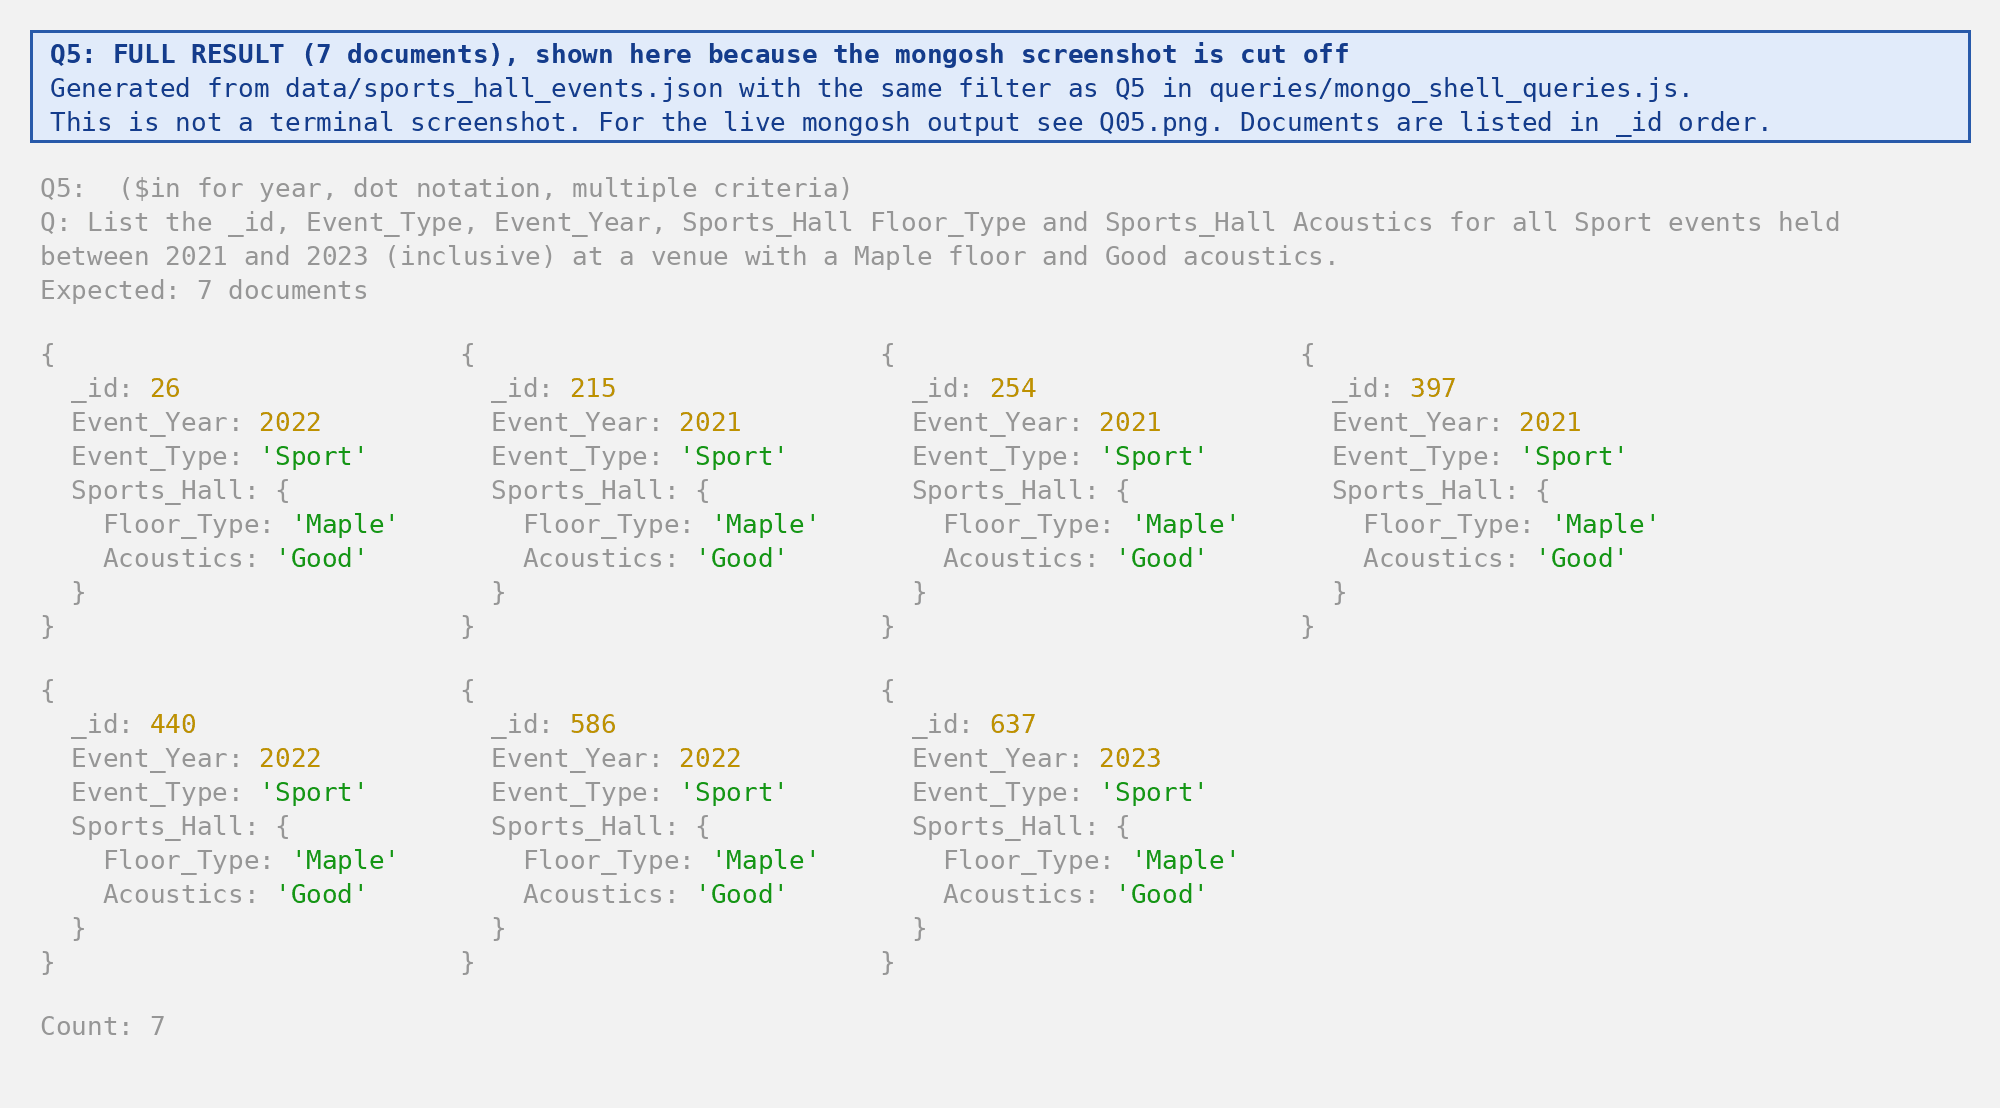 Q5: FULL RESULT (7 documents), shown here because the mongosh screenshot is cut off
Generated from data/sports_hall_events.json with the same filter as Q5 in queries/mongo_shell_queries.js.
This is not a terminal screenshot. For the live mongosh output see Q05.png. Documents are listed in _id order.
Q5:  ($in for year, dot notation, multiple criteria)
Q: List the _id, Event_Type, Event_Year, Sports_Hall Floor_Type and Sports_Hall Acoustics for all Sport events held
between 2021 and 2023 (inclusive) at a venue with a Maple floor and Good acoustics.
Expected: 7 documents
{
  _id: 26
  Event_Year: 2022
  Event_Type: 'Sport'
  Sports_Hall: {
    Floor_Type: 'Maple'
    Acoustics: 'Good'
  }
}
{
  _id: 215
  Event_Year: 2021
  Event_Type: 'Sport'
  Sports_Hall: {
    Floor_Type: 'Maple'
    Acoustics: 'Good'
  }
}
{
  _id: 254
  Event_Year: 2021
  Event_Type: 'Sport'
  Sports_Hall: {
    Floor_Type: 'Maple'
    Acoustics: 'Good'
  }
}
{
  _id: 397
  Event_Year: 2021
  Event_Type: 'Sport'
  Sports_Hall: {
    Floor_Type: 'Maple'
    Acoustics: 'Good'
  }
}
{
  _id: 440
  Event_Year: 2022
  Event_Type: 'Sport'
  Sports_Hall: {
    Floor_Type: 'Maple'
    Acoustics: 'Good'
  }
}
{
  _id: 586
  Event_Year: 2022
  Event_Type: 'Sport'
  Sports_Hall: {
    Floor_Type: 'Maple'
    Acoustics: 'Good'
  }
}
{
  _id: 637
  Event_Year: 2023
  Event_Type: 'Sport'
  Sports_Hall: {
    Floor_Type: 'Maple'
    Acoustics: 'Good'
  }
}
Count: 7